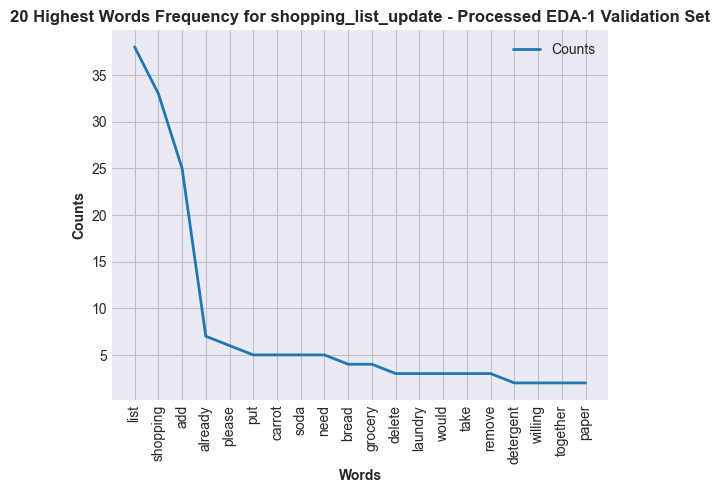 20 Highest Words Frequency for shopping_list_update - Processed EDA-1 Validation Set
Counts
Counts
35
30
25
20
15
10
5
list
shopping
add
already
please
put
carrot
soda
need
bread
grocery
delete
laundry
would
take
remove
detergent
willing
together
paper
Words